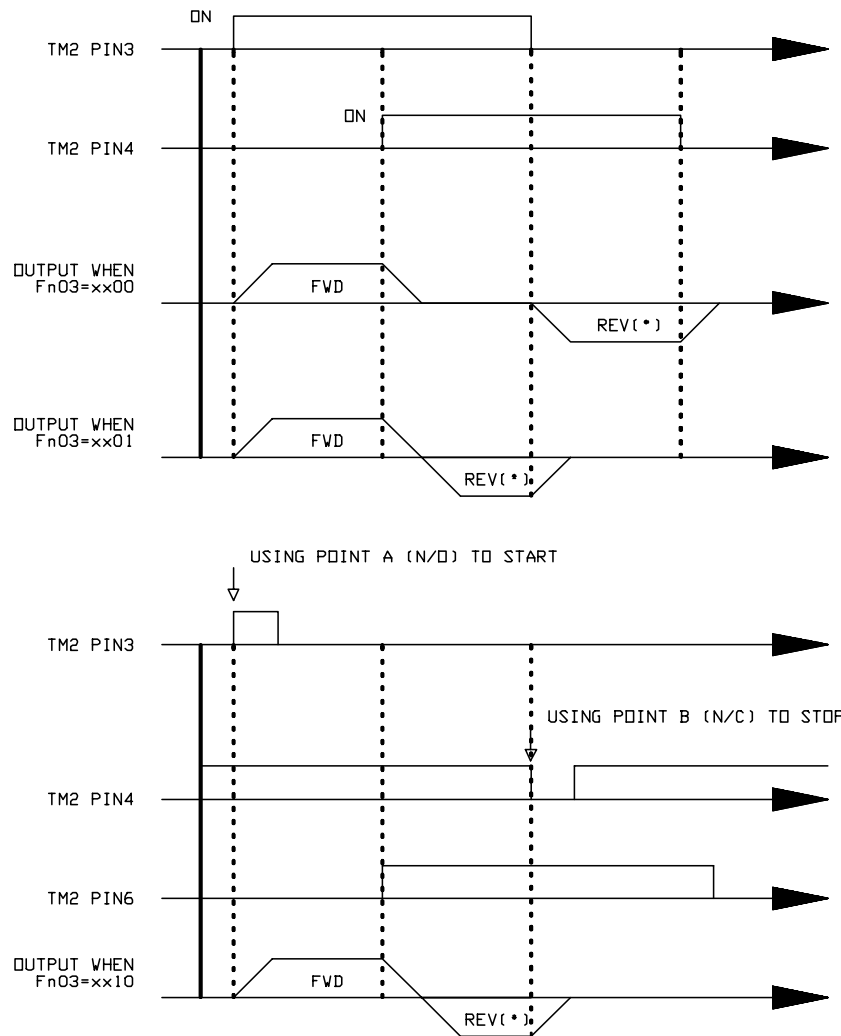 ON
TM2 PIN3
ON
TM2 PIN4
OUTPUT WHEN
Fn03=xx00
FWD
REV(*)
OUTPUT WHEN
Fn03=xx01
FWD
REV(*)
USING POINT A (N/O) TO START
TM2 PIN3
USING POINT B (N/C) TO STOP
TM2 PIN4
TM2 PIN6
OUTPUT WHEN
Fn03=xx10
FWD
REV(*)